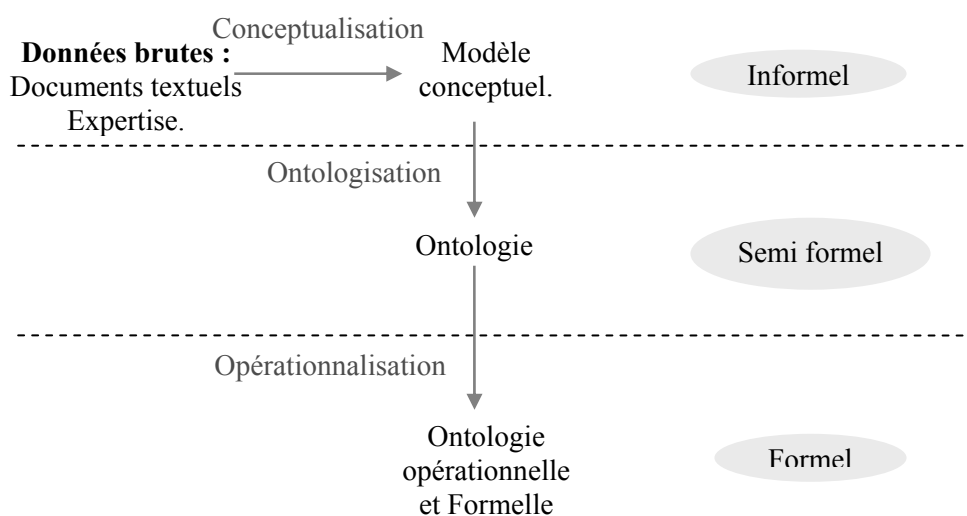 Conceptualisation
Données brutes :
Documents textuels
Expertise.
Modèle
conceptuel.
Informel
Ontologisation
Ontologie
Semi formel
Opérationnalisation
Ontologie
opérationnelle
et Formelle
Formel